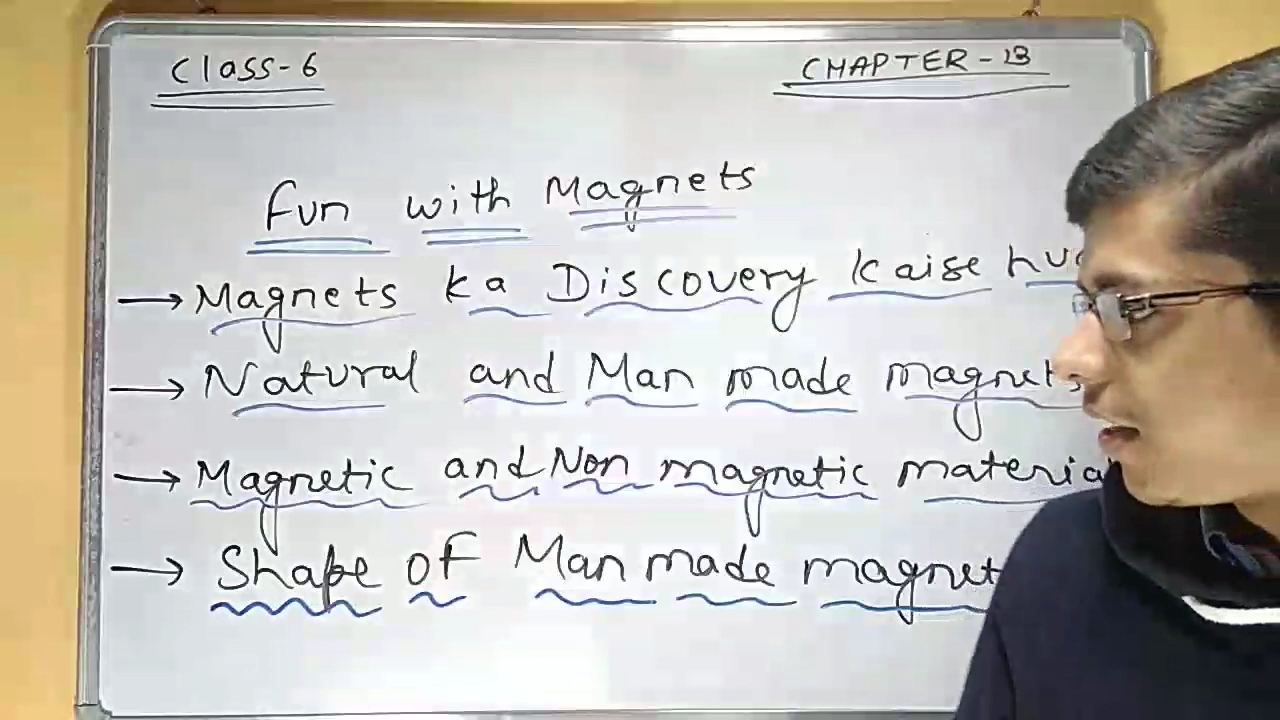 Class-6
CHAPTER-13
Fun with Magnets
→ Magnets ka Discovery kaise
→ Natural and Man made magnets
→ Magnetic and Non magnetic
→ Shape of Man made